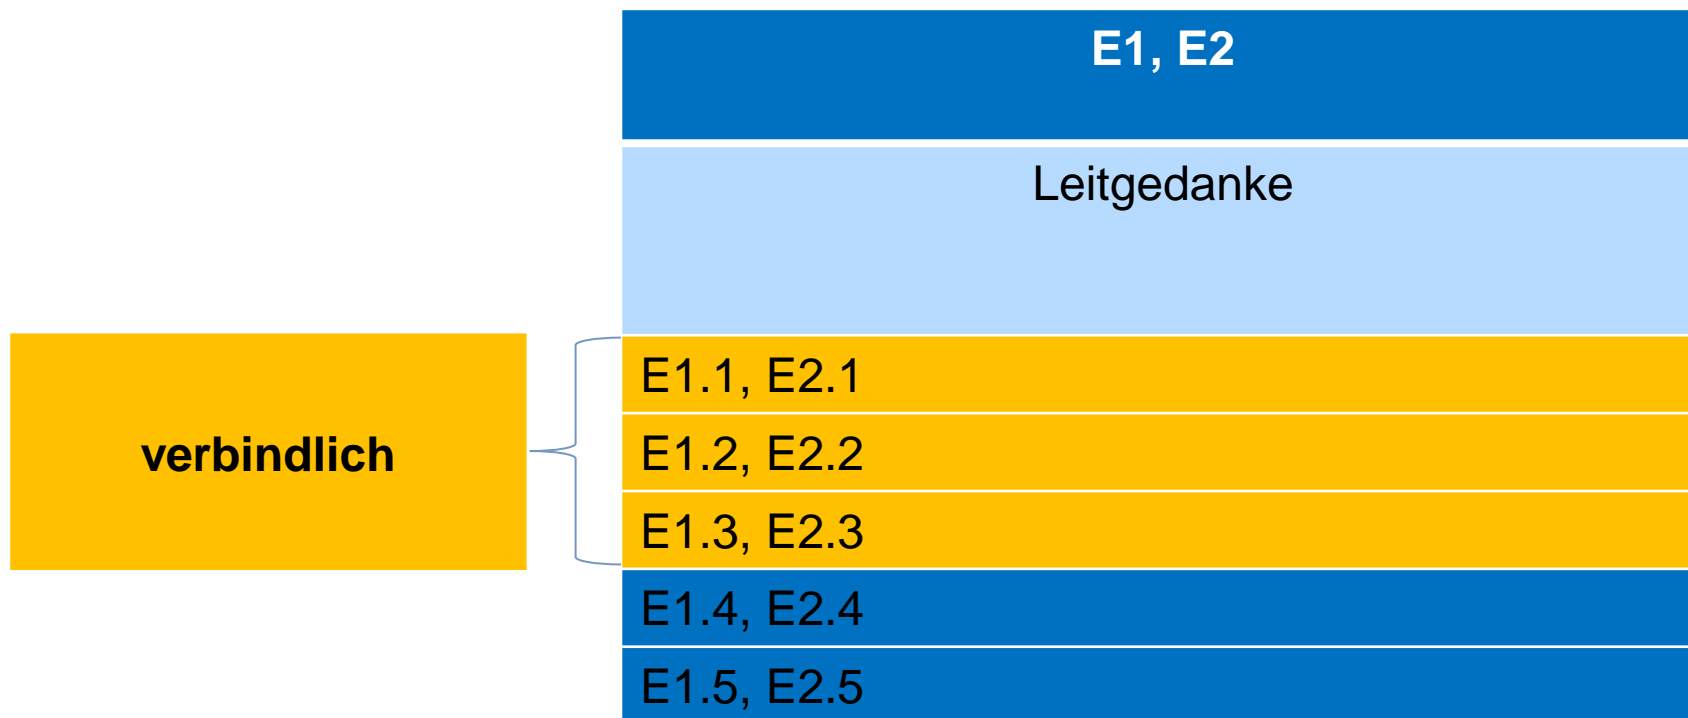 E1, E2
Leitgedanke
verbindlich
E1.1, E2.1
E1.2, E2.2
E1.3, E2.3
E1.4, E2.4
E1.5, E2.5